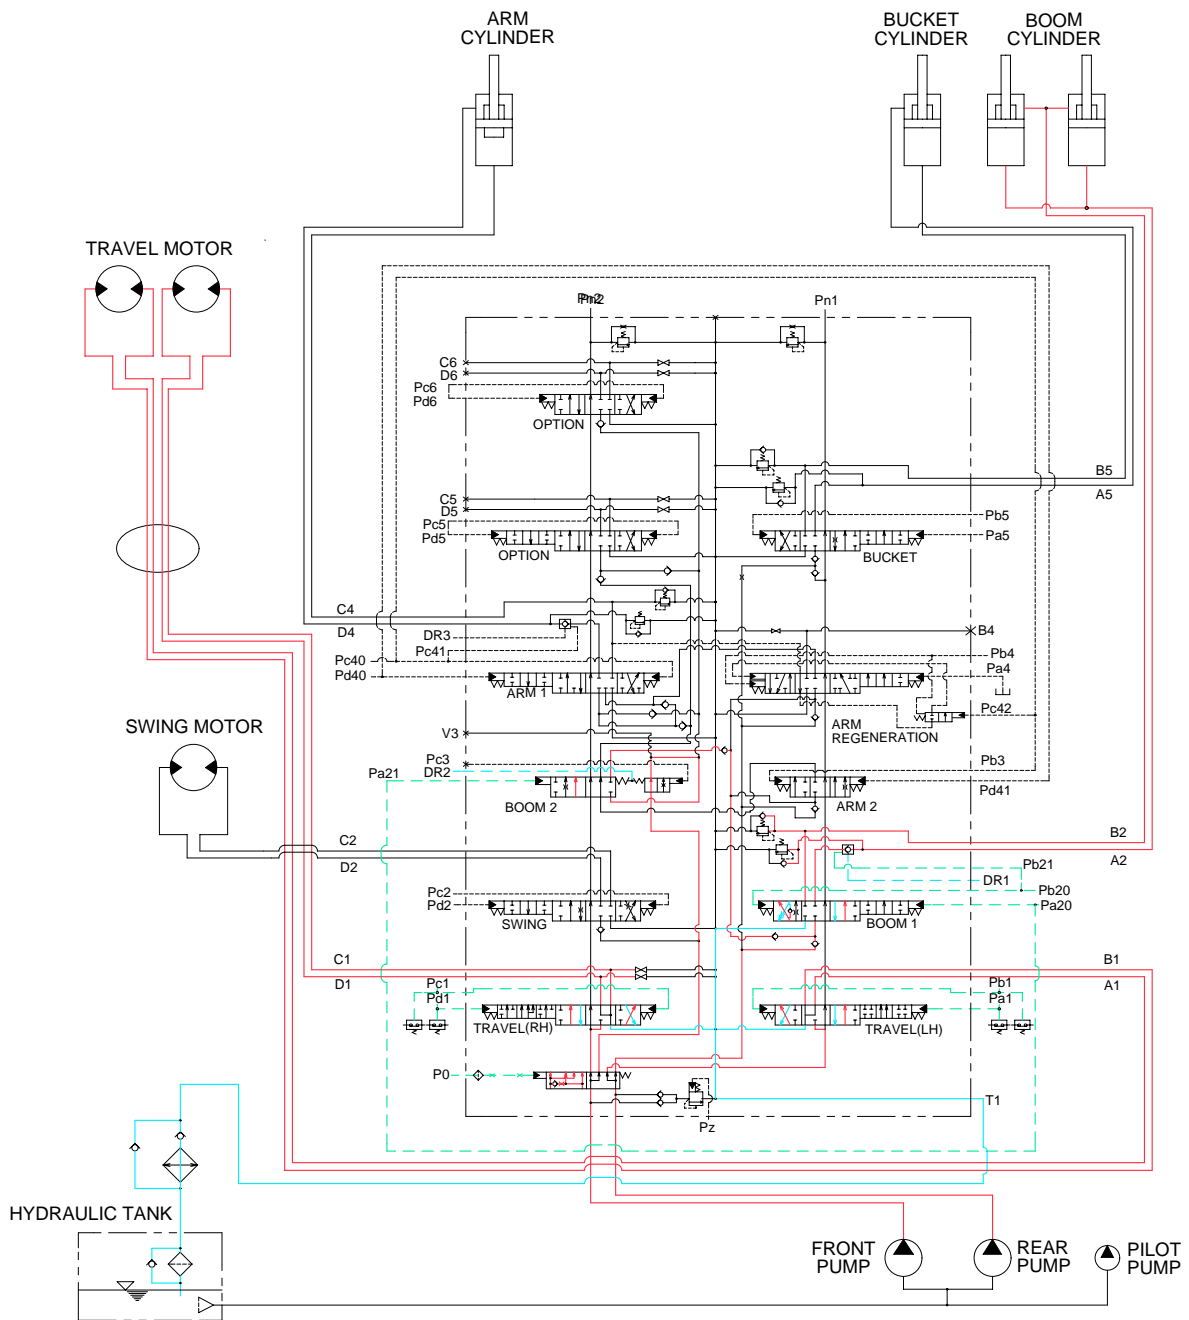 ARM
CYLINDER
BUCKET
CYLINDER
BOOM
CYLINDER
TRAVEL MOTOR
Pn2
Pn1
C6
D6
Pc6
Pd6
OPTION
B5
A5
C5
D5
Pc5
Pd5
OPTION
Pb5
Pa5
BUCKET
C4
D4
DR3
Pc41
Pc40
Pd40
ARM 1
B4
Pb4
Pa4
Pc42
ARM
REGENERATION
SWING MOTOR
V3
Pc3
DR2
Pa21
BOOM 2
Pb3
Pd41
ARM 2
C2
D2
B2
A2
Pb21
DR1
Pc2
Pd2
SWING
Pb20
Pa20
BOOM 1
C1
D1
B1
A1
Pc1
Pd1
TRAVEL(RH)
Pb1
Pa1
TRAVEL(LH)
P0
Pz
T1
HYDRAULIC TANK
FRONT
PUMP
REAR
PUMP
PILOT
PUMP